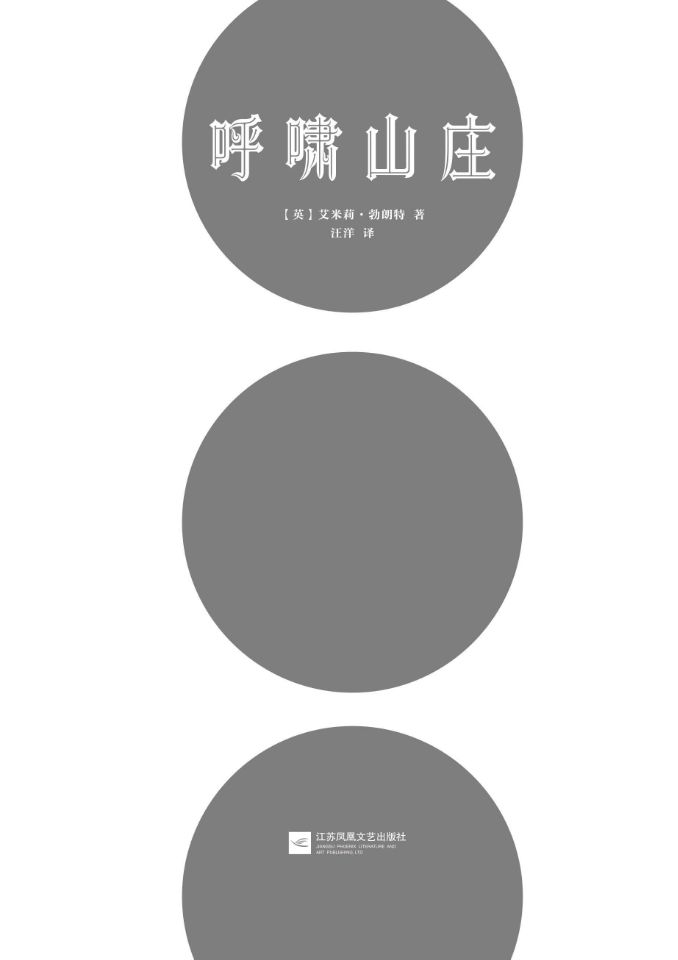 呼啸山庄
【英】艾米莉·勃朗特 著
汪洋 译
江苏凤凰文艺出版社
JIANGSU PHOENIX LITERATURE AND
ART PUBLISHING,LTD